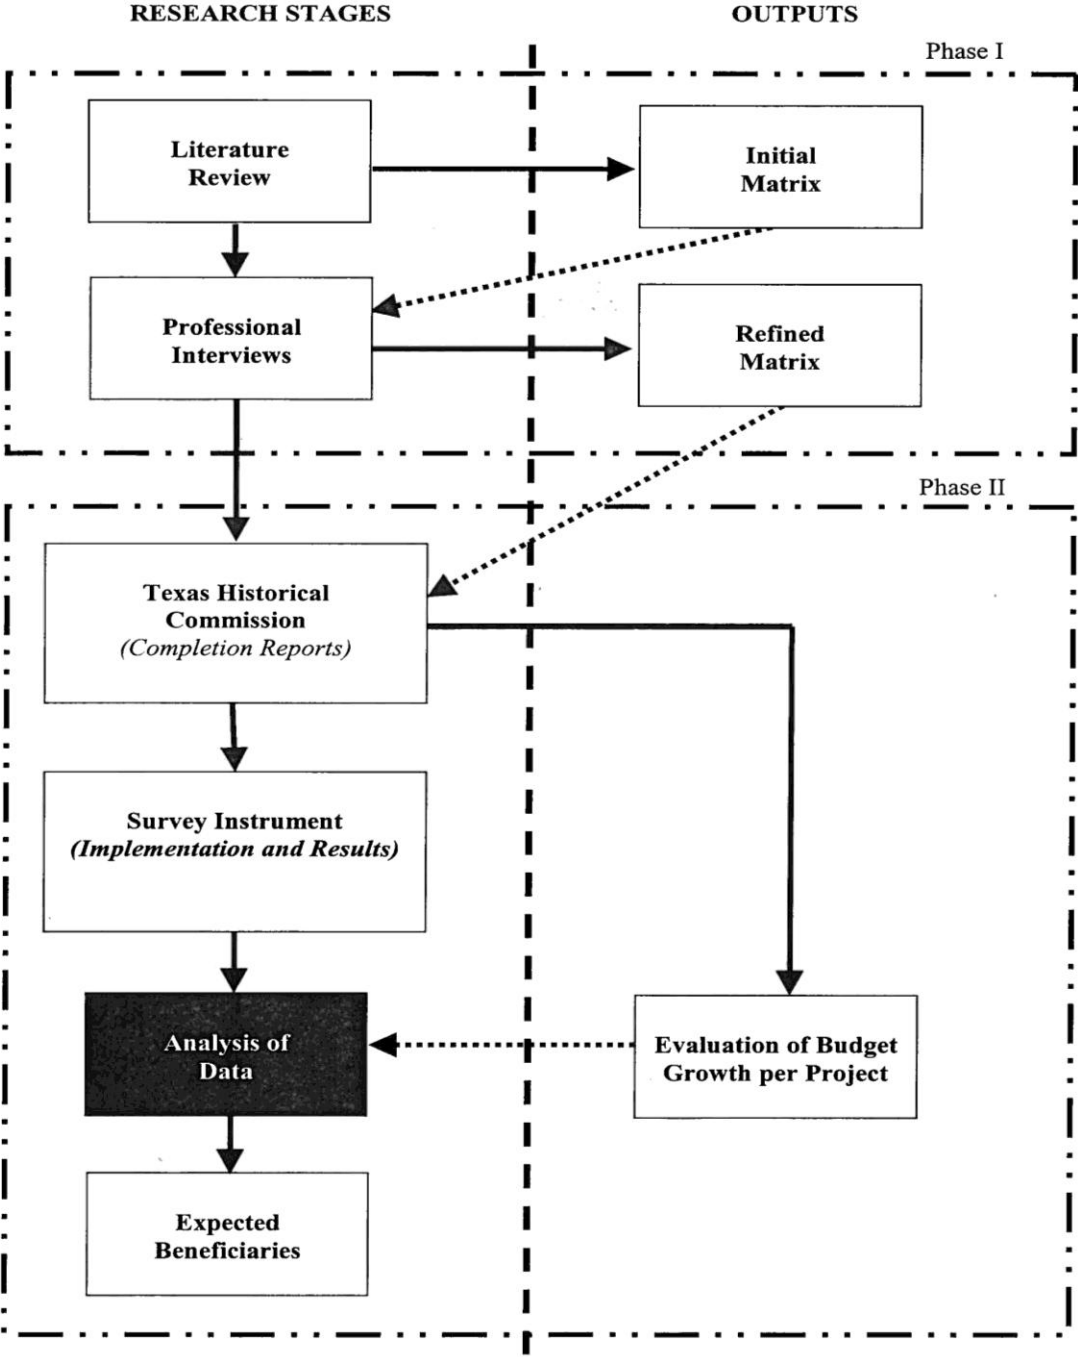 RESEARCH STAGES
OUTPUTS
Phase I
Literature
Review
Initial
Matrix
Professional
Interviews
Refined
Matrix
Phase II
Texas Historical
Commission
(Completion Reports)
Survey Instrument
(Implementation and Results)
Analysis of
Data
Evaluation of Budget
Growth per Project
Expected
Beneficiaries